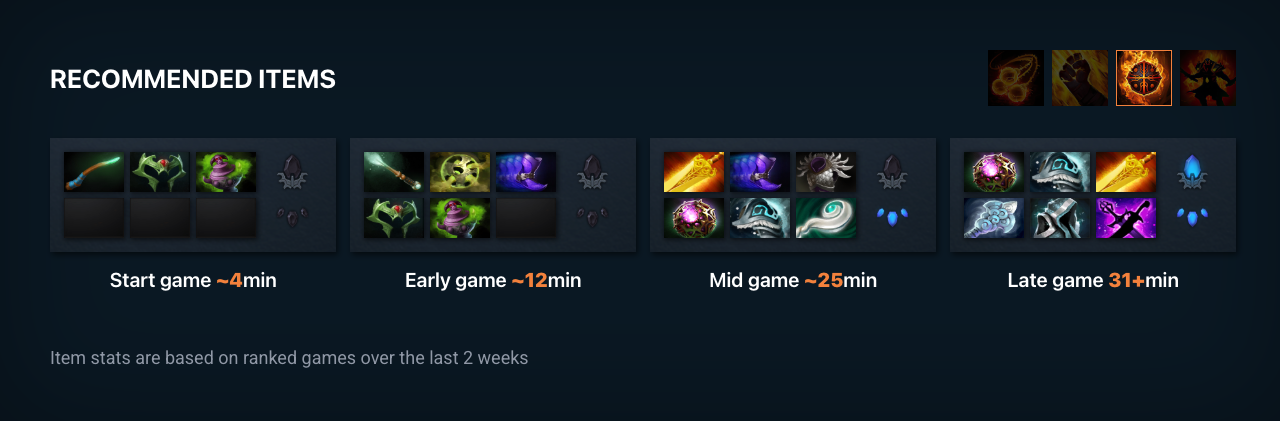 RECOMMENDED ITEMS
Start game ~4min
Early game ~12min
Mid game ~25min
Late game 31+min
Item stats are based on ranked games over the last 2 weeks